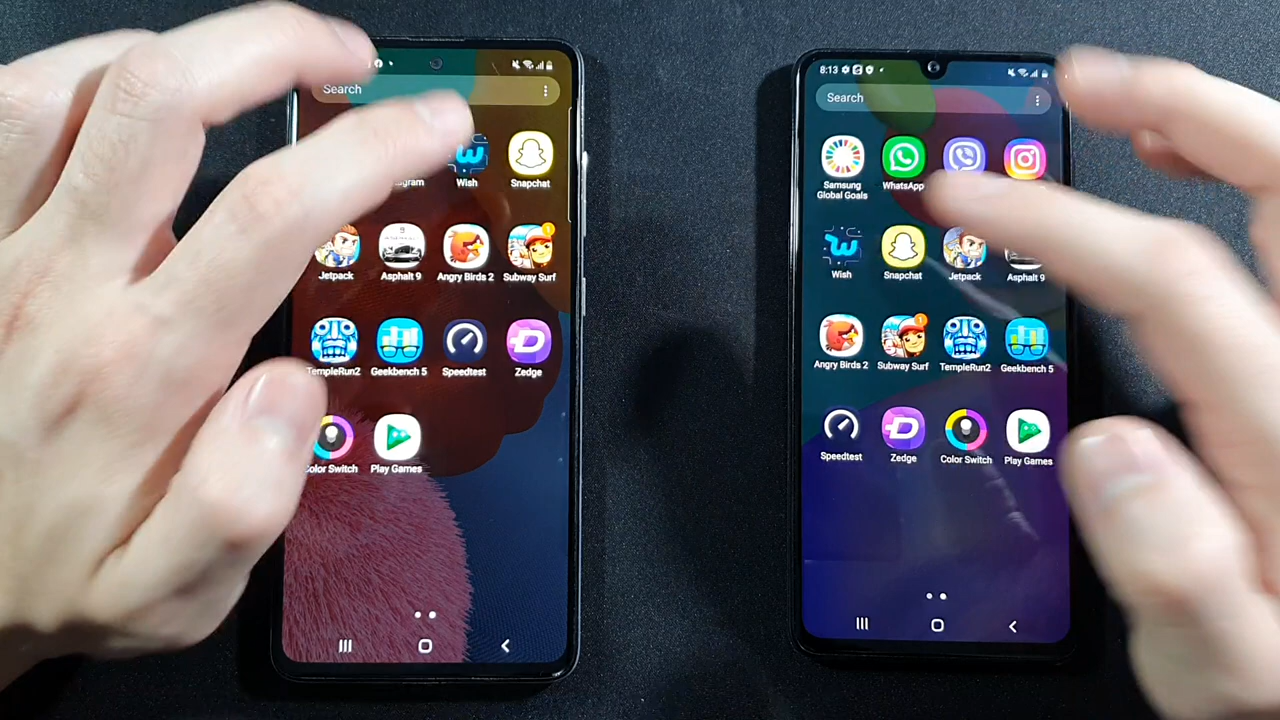 Search
agram Wish Snapchat
Jetpack Asphalt 9 Angry Birds 2 Subway Surf
TempleRun2 Geekbench 5 Speedtest Zedge
Color Switch Play Games
8:13
Search
Samsung Global Goals WhatsApp
Wish Snapchat Jetpack Asphalt 9
Angry Birds 2 Subway Surf TempleRun2 Geekbench 5
Speedtest Zedge Color Switch Play Games